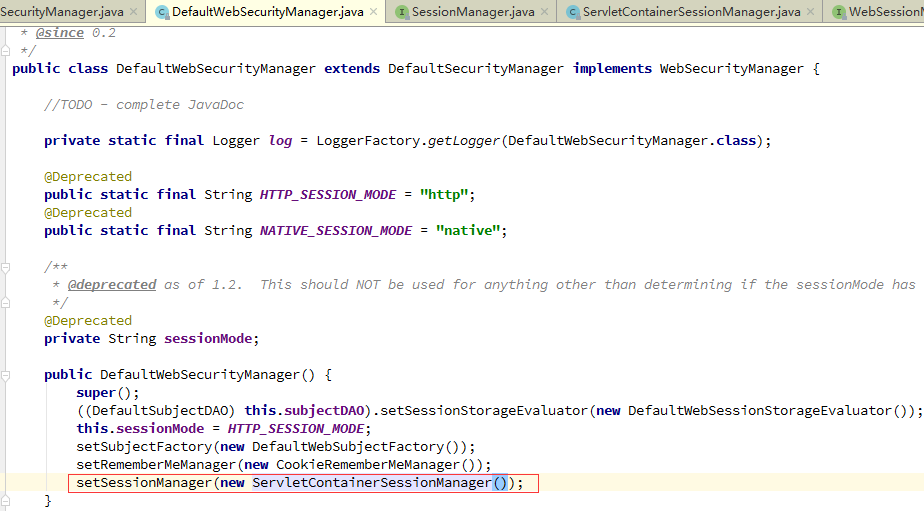 SecurityManager.java × DefaultWebSecurityManager.java × SessionManager.java × ServletContainerSessionManager.java × WebSessionM
* @since 0.2
*/
public class DefaultWebSecurityManager extends DefaultSecurityManager implements WebSecurityManager {
//TODO - complete JavaDoc
private static final Logger log = LoggerFactory.getLogger(DefaultWebSecurityManager.class);
@Deprecated
public static final String HTTP_SESSION_MODE = "http";
@Deprecated
public static final String NATIVE_SESSION_MODE = "native";
/**
* @deprecated as of 1.2.  This should NOT be used for anything other than determining if the sessionMode has
*/
@Deprecated
private String sessionMode;
public DefaultWebSecurityManager() {
super();
((DefaultSubjectDAO) this.subjectDAO).setSessionStorageEvaluator(new DefaultWebSessionStorageEvaluator());
this.sessionMode = HTTP_SESSION_MODE;
setSubjectFactory(new DefaultWebSubjectFactory());
setRememberMeManager(new CookieRememberMeManager());
setSessionManager(new ServletContainerSessionManager());
}